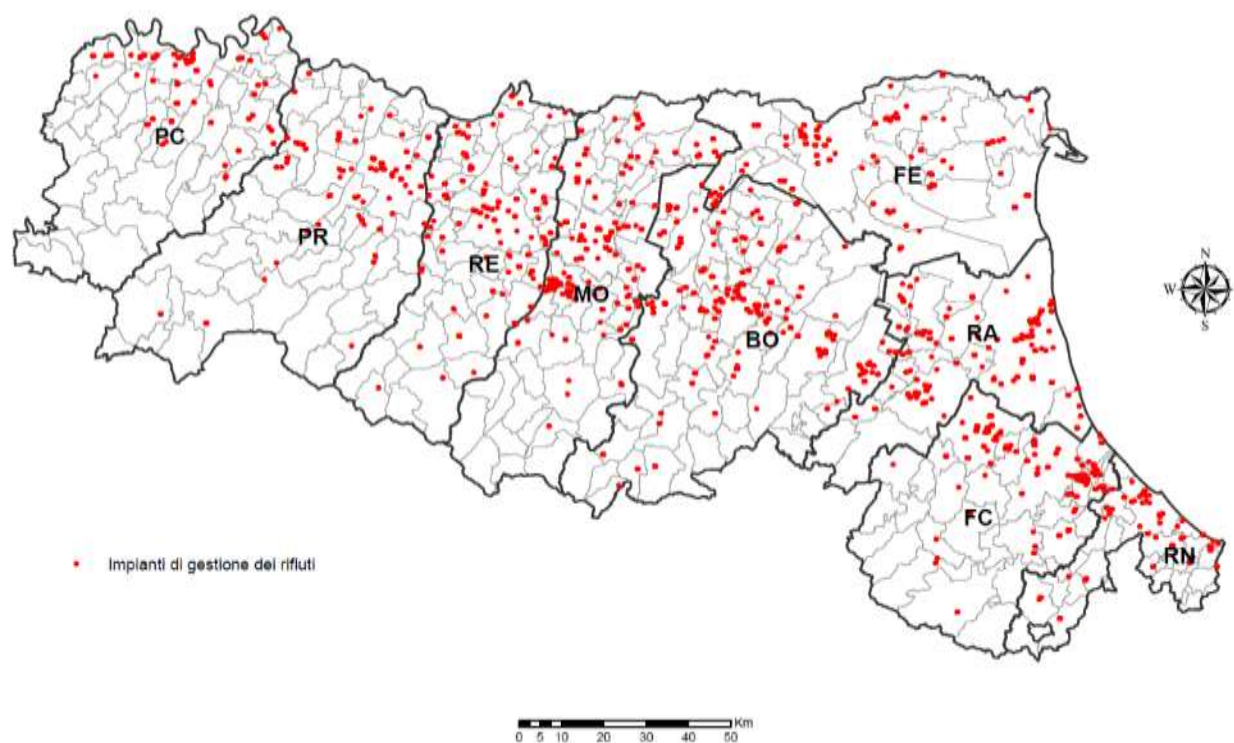 PC
PR
RE
MO
BO
FE
RA
FC
RN
N
W
S
Impianti di gestione dei rifiuti
Km
0 5 10 20 30 40 50